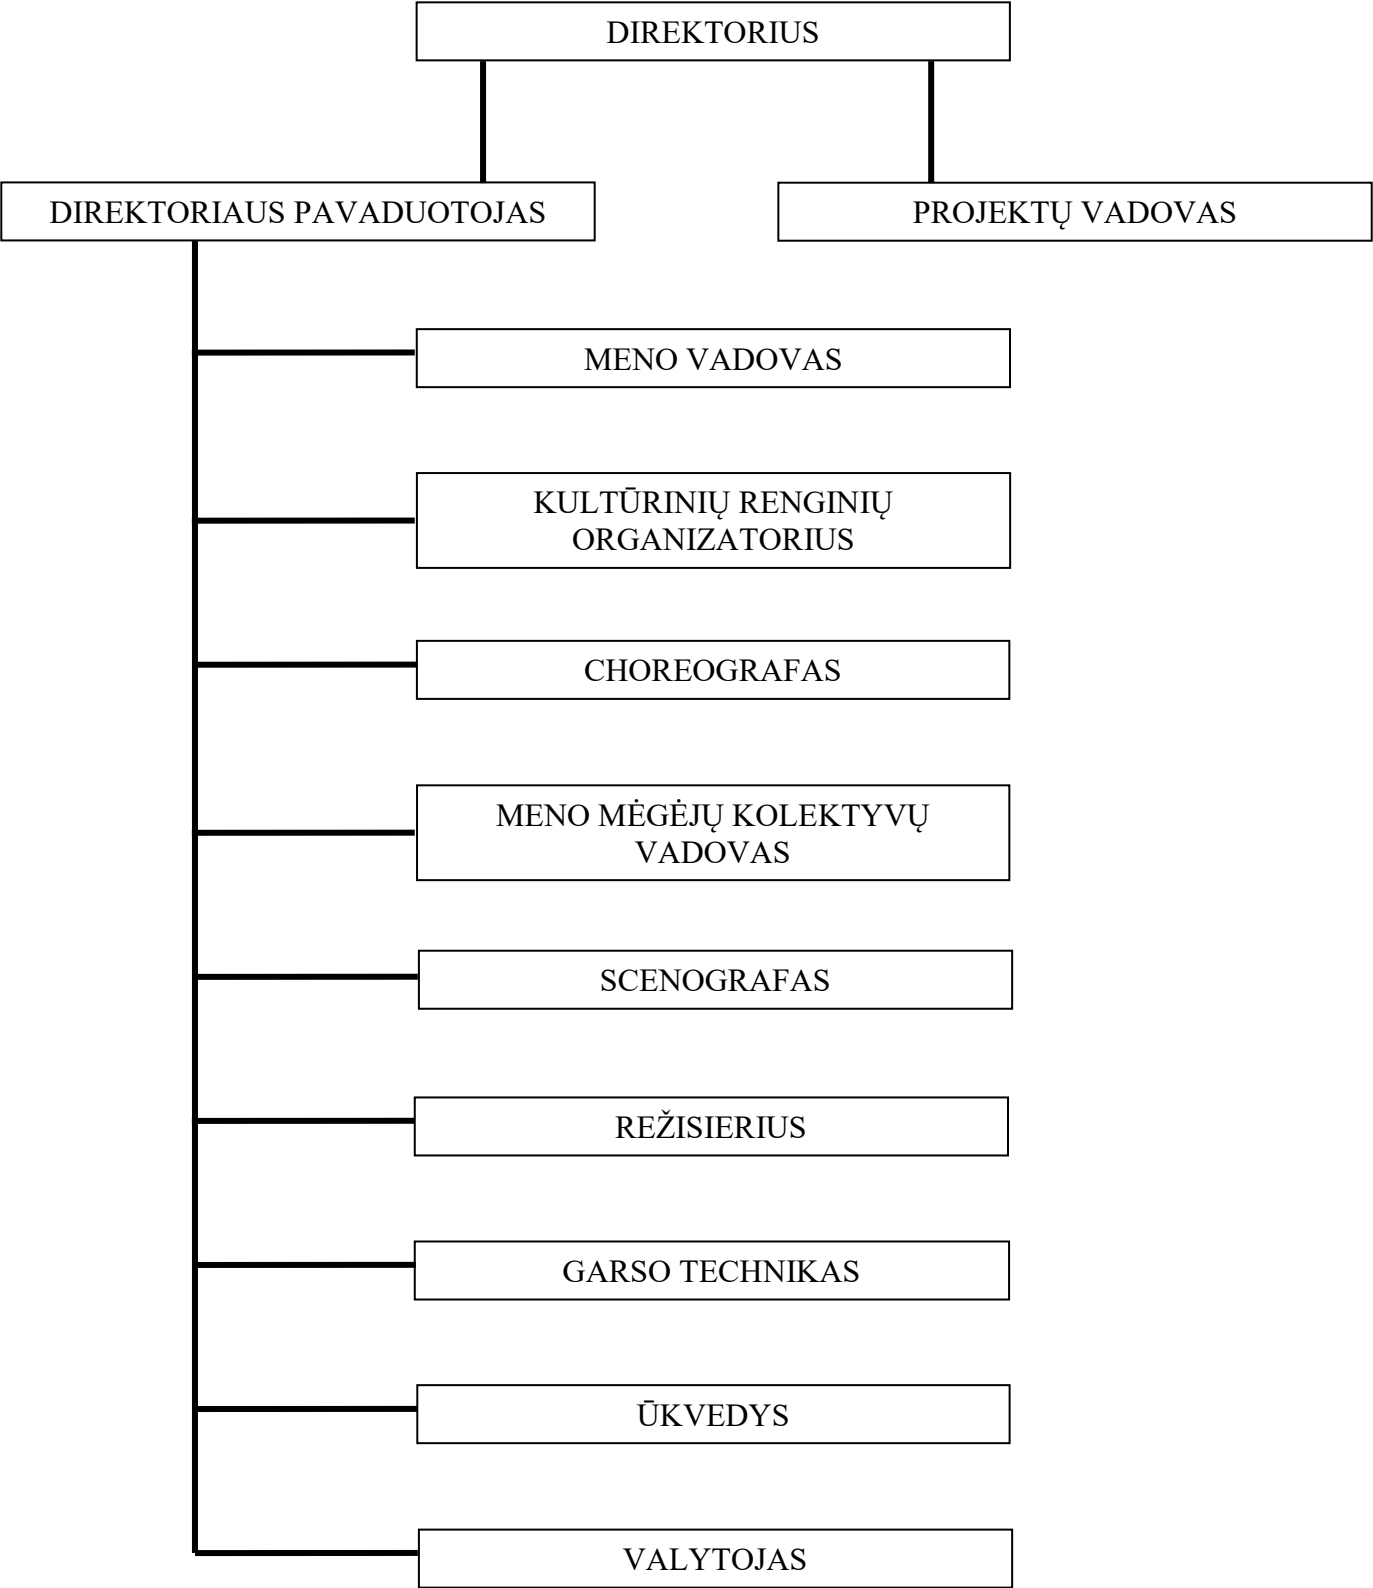 DIREKTORIUS
DIREKTORIAUS PAVADUOTOJAS
PROJEKTŲ VADOVAS
MENO VADOVAS
KULTŪRINIŲ RENGINIŲ
ORGANIZATORIUS
CHOREOGRAFAS
MENO MĖGĖJŲ KOLEKTYVŲ
VADOVAS
SCENOGRAFAS
REŽISIERIUS
GARSO TECHNIKAS
ŪKVEDYS
VALYTOJAS